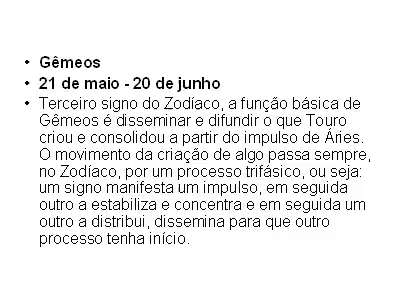 • Gêmeos
• 21 de maio - 20 de junho
• Terceiro signo do Zodíaco, a função básica de
Gêmeos é disseminar e difundir o que Touro
criou e consolidou a partir do impulso de Áries.
O movimento da criação de algo passa sempre,
no Zodíaco, por um processo trifásico, ou seja:
um signo manifesta um impulso, em seguida
outro a estabiliza e concentra e em seguida um
outro a distribui, dissemina para que outro
processo tenha início.